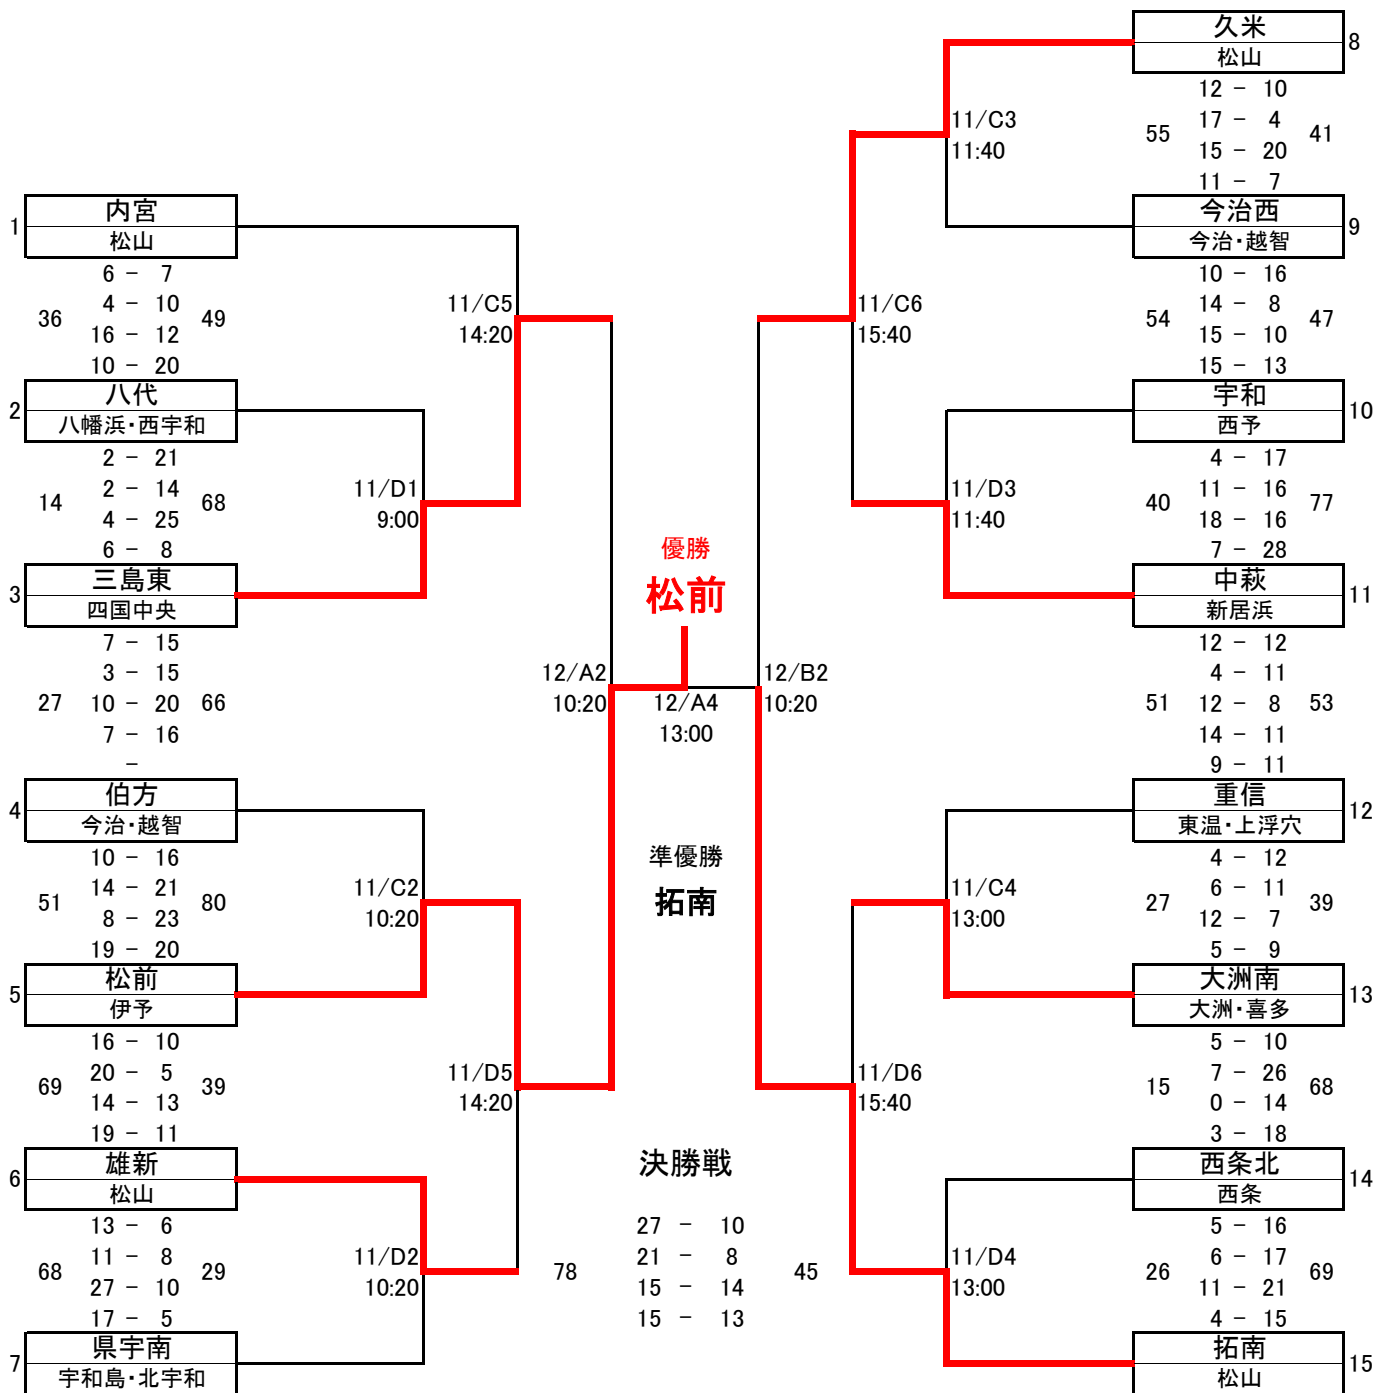 1
内宮
松山
6 - 7
4 - 10
36
49
16 - 12
10 - 20
2
八代
八幡浜・西宇和
2 - 21
2 - 14
14
68
4 - 25
6 - 8
3
三島東
四国中央
7 - 15
3 - 15
27
10 - 20
66
7 - 16
-
4
伯方
今治・越智
10 - 16
14 - 21
51
80
8 - 23
19 - 20
5
松前
伊予
16 - 10
20 - 5
69
39
14 - 13
19 - 11
6
雄新
松山
13 - 6
11 - 8
68
29
27 - 10
17 - 5
7
県宇南
宇和島・北宇和
11/C5
14:20
11/D1
9:00
11/C2
10:20
11/D5
14:20
11/D2
10:20
12/A2
10:20
優勝
松前
12/A4
13:00
準優勝
拓南
決勝戦
27 - 10
21 - 8
78
45
15 - 14
15 - 13
12/B2
10:20
11/C3
11:40
11/C6
15:40
11/D3
11:40
11/C4
13:00
11/D6
15:40
11/D4
13:00
久米
8
松山
12 - 10
17 - 4
55
41
15 - 20
11 - 7
今治西
9
今治・越智
10 - 16
14 - 8
54
47
15 - 10
15 - 13
宇和
10
西予
4 - 17
11 - 16
40
77
18 - 16
7 - 28
中萩
11
新居浜
12 - 12
4 - 11
51
12 - 8
53
14 - 11
9 - 11
重信
12
東温・上浮穴
4 - 12
6 - 11
27
39
12 - 7
5 - 9
大洲南
13
大洲・喜多
5 - 10
7 - 26
15
68
0 - 14
3 - 18
西条北
14
西条
5 - 16
6 - 17
26
69
11 - 21
4 - 15
拓南
15
松山